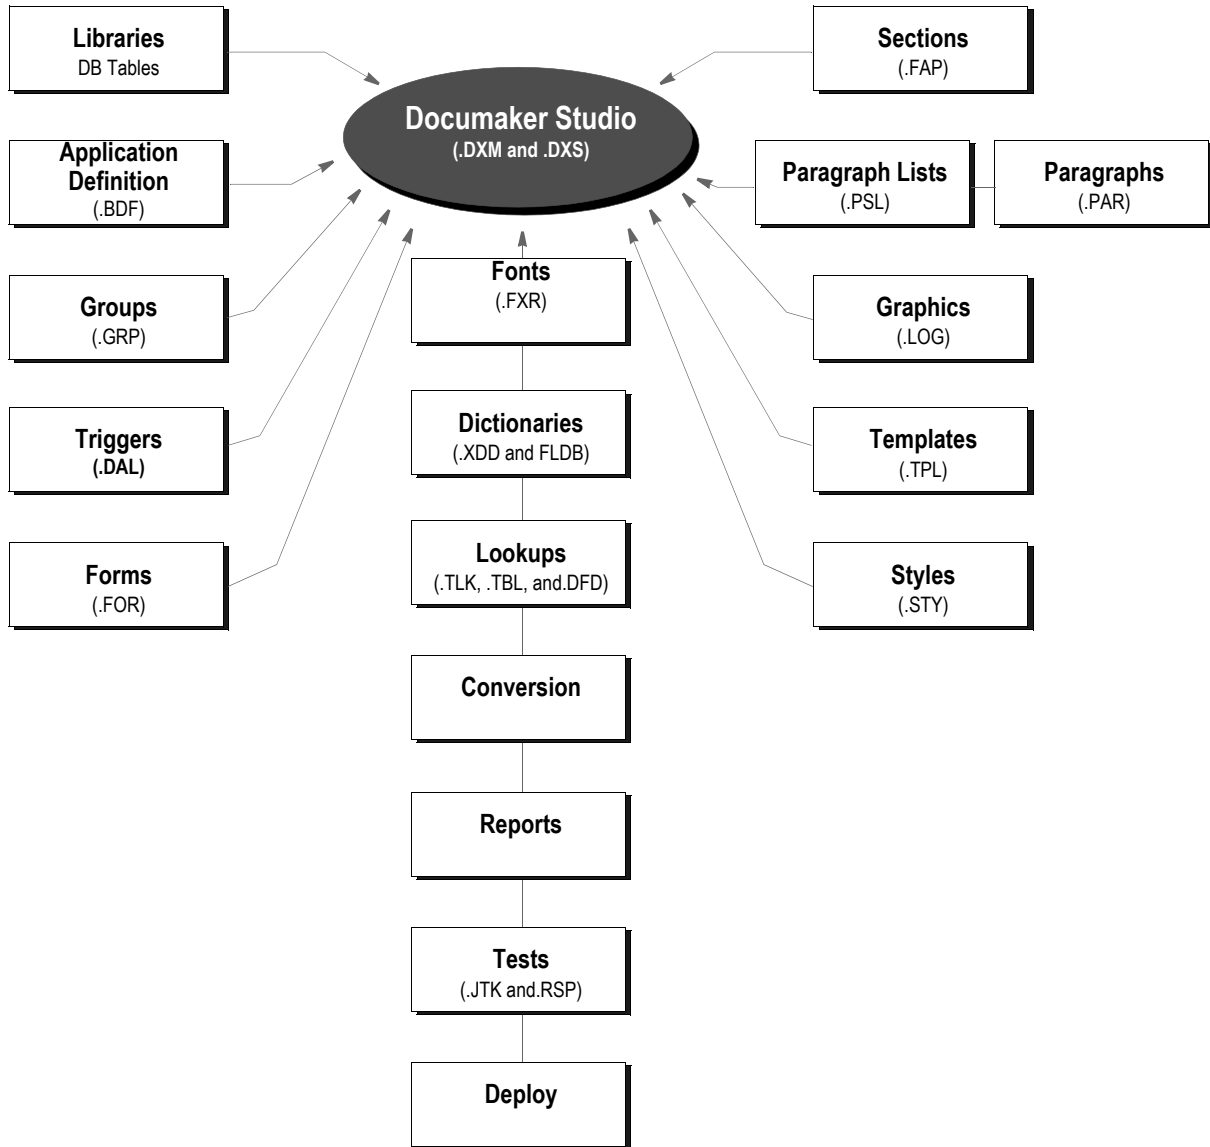 Libraries
DB Tables
Sections
(.FAP)
Documaker Studio
(.DXM and .DXS)
Application
Definition
(.BDF)
Paragraph Lists
(.PSL)
Paragraphs
(.PAR)
Groups
(.GRP)
Fonts
(.FXR)
Graphics
(.LOG)
Triggers
(.DAL)
Dictionaries
(.XDD and FLDB)
Templates
(.TPL)
Forms
(.FOR)
Lookups
(.TLK, .TBL, and.DFD)
Styles
(.STY)
Conversion
Reports
Tests
(.JTK and.RSP)
Deploy